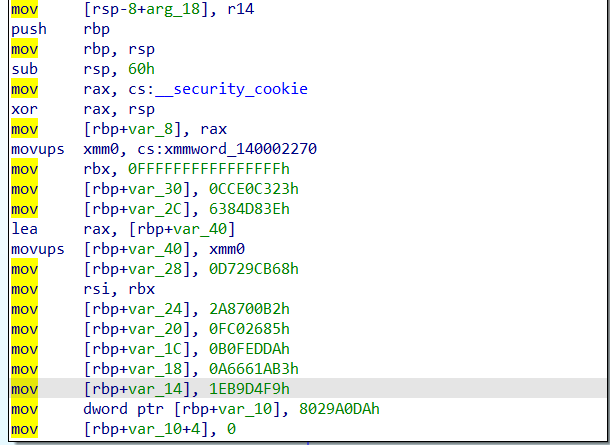 mov     [rsp-8+arg_18], r14
push    rbp
mov     rbp, rsp
sub     rsp, 60h
mov     rax, cs:__security_cookie
xor     rax, rsp
mov     [rbp+var_8], rax
movups  xmm0, cs:xmmword_140002270
mov     rbx, 0FFFFFFFFFFFFFFFFh
mov     [rbp+var_30], 0CCE0C323h
mov     [rbp+var_2C], 6384D83Eh
lea     rax, [rbp+var_40]
movups  [rbp+var_40], xmm0
mov     [rbp+var_28], 0D729CB68h
mov     rsi, rbx
mov     [rbp+var_24], 2A8700B2h
mov     [rbp+var_20], 0FC02685h
mov     [rbp+var_1C], 0B0FEDDAh
mov     [rbp+var_18], 0A6661AB3h
mov     [rbp+var_14], 1EB9D4F9h
mov     dword ptr [rbp+var_10], 8029A0DAh
mov     [rbp+var_10+4], 0